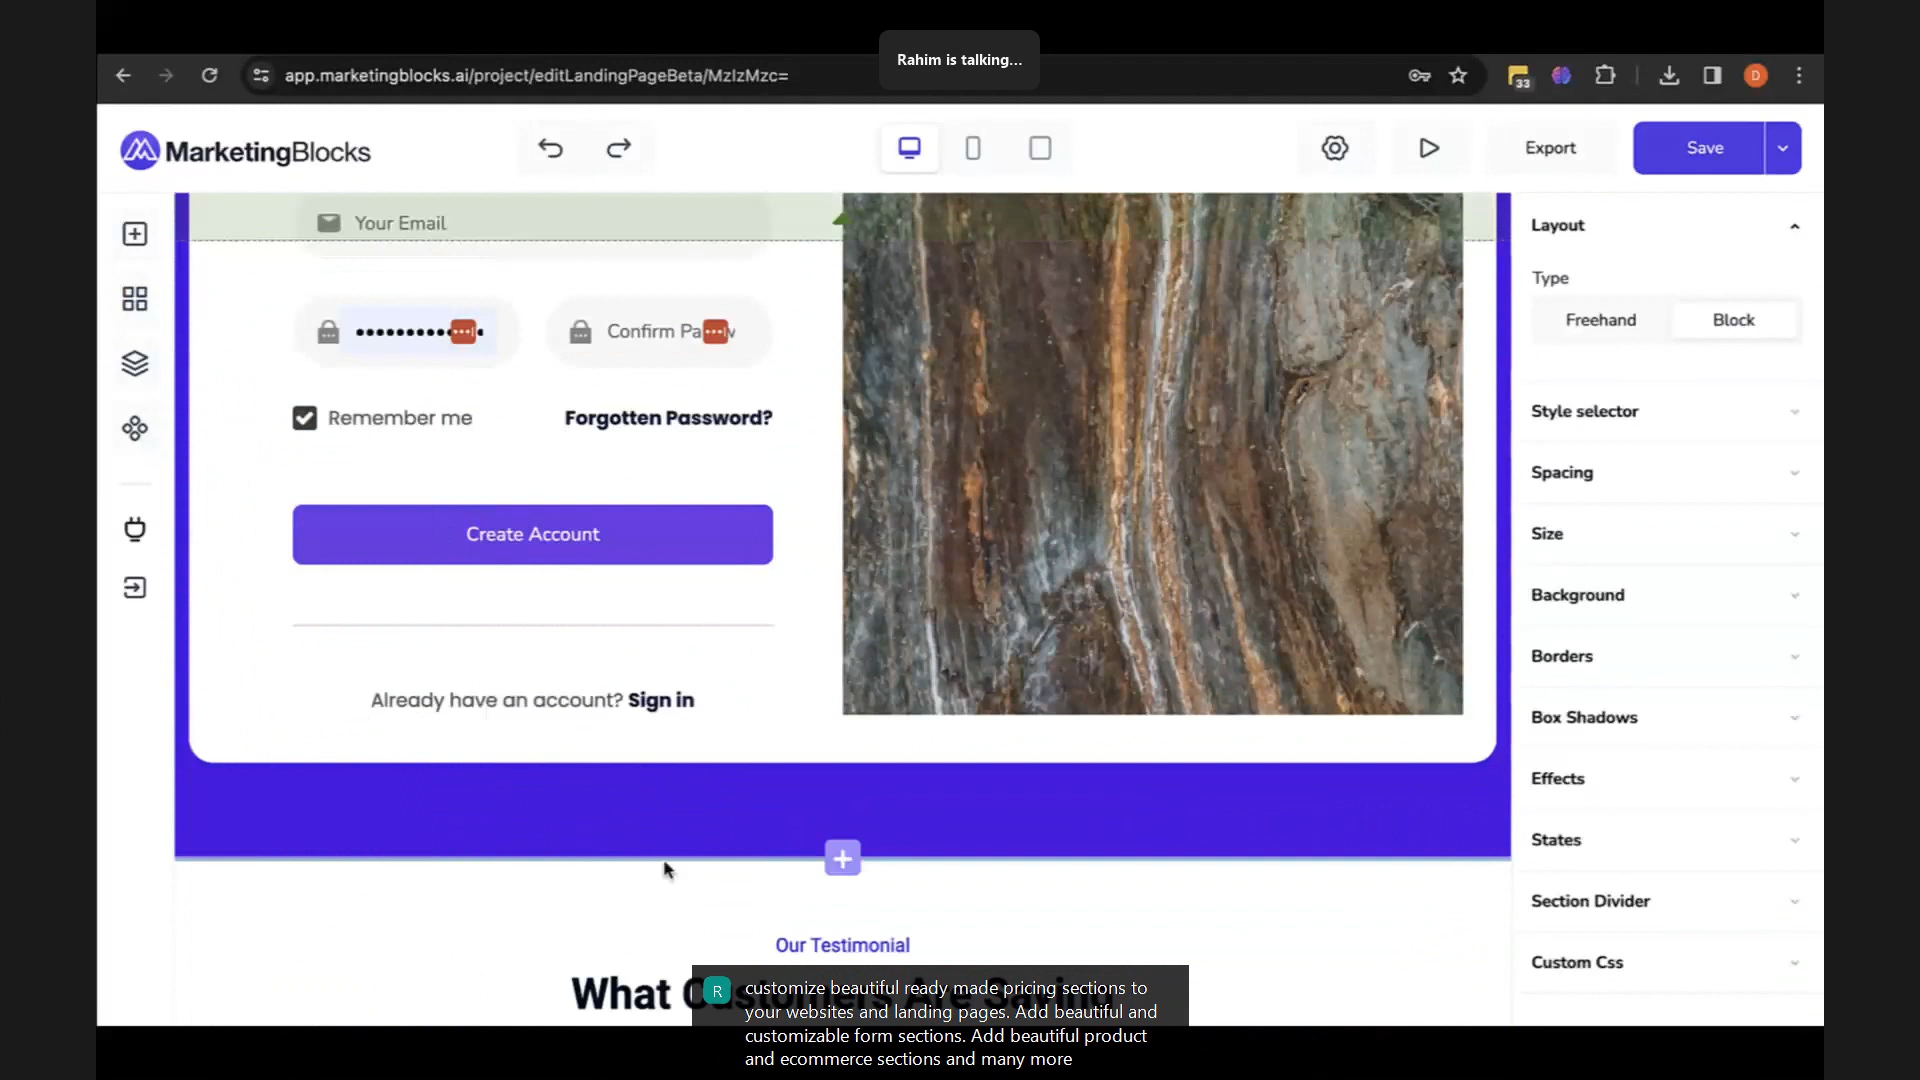 Rahim is talking...
app.marketingblocks.ai/project/editLandingPageBeta/MzIzMzc=
33
D
MarketingBlocks
Export
Save
Your Email
Confirm Pa
Remember me
Forgotten Password?
Create Account
Already have an account? Sign in
Layout
Type
Freehand
Block
Style selector
Spacing
Size
Background
Borders
Box Shadows
Effects
States
Section Divider
Custom Css
Our Testimonial
What Customers Are Saying
R
customize beautiful ready made pricing sections to
your websites and landing pages. Add beautiful and
customizable form sections. Add beautiful product
and ecommerce sections and many more